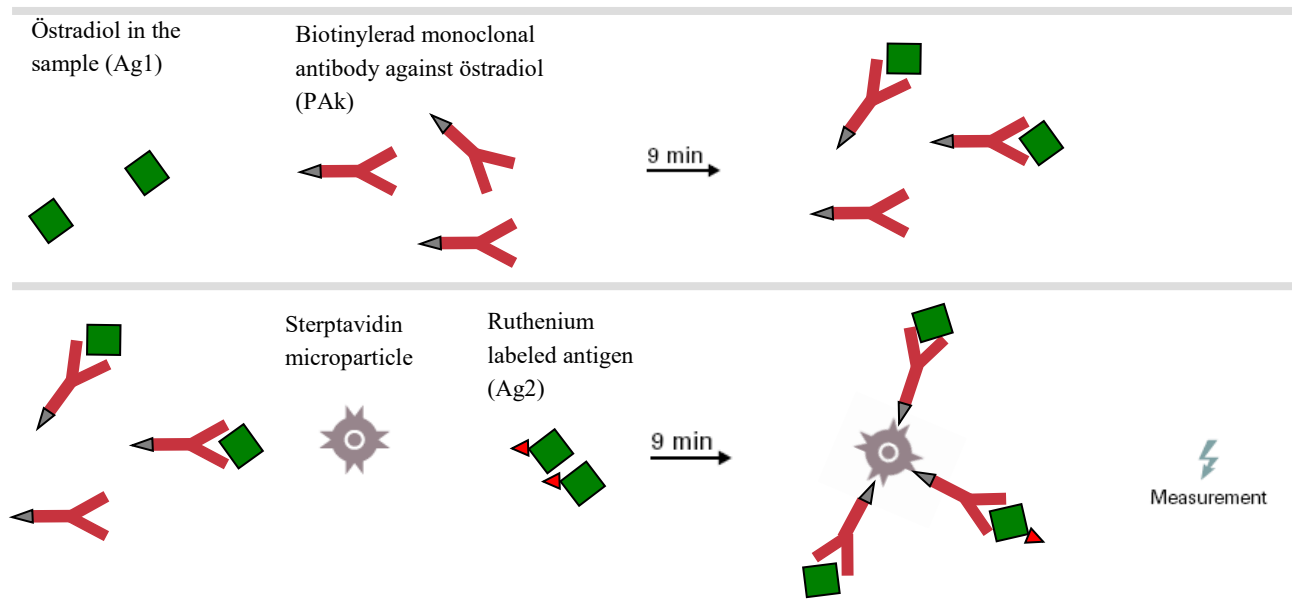 Östradiol in the
sample (Ag1)
Biotinylerad monoclonal
antibody against östradiol
(PAk)
9 min
Sterptavidin
microparticle
Ruthenium
labeled antigen
(Ag2)
9 min
Measurement